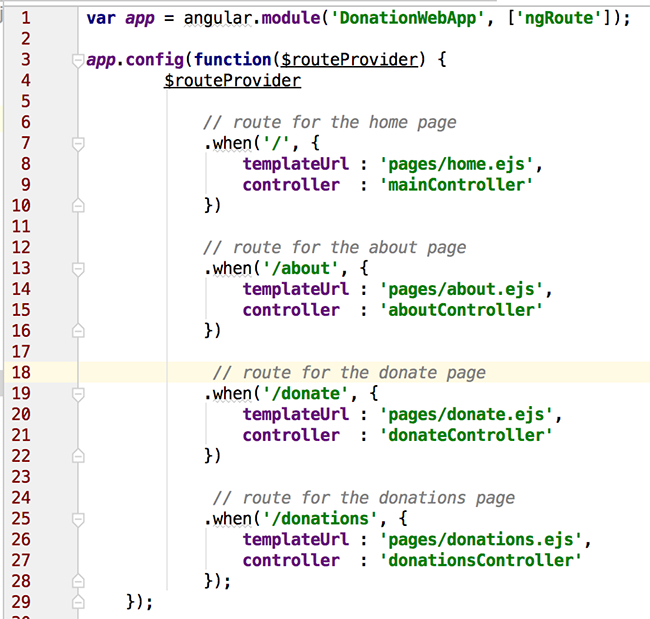 1 var app = angular.module('DonationWebApp', ['ngRoute']);
2
3 app.config(function($routeProvider) {
4 $routeProvider
5
6 // route for the home page
7 .when('/', {
8 templateUrl : 'pages/home.ejs',
9 controller  : 'mainController'
10 })
11
12 // route for the about page
13 .when('/about', {
14 templateUrl : 'pages/about.ejs',
15 controller  : 'aboutController'
16 })
17
18 // route for the donate page
19 .when('/donate', {
20 templateUrl : 'pages/donate.ejs',
21 controller  : 'donateController'
22 })
23
24 // route for the donations page
25 .when('/donations', {
26 templateUrl : 'pages/donations.ejs',
27 controller  : 'donationsController'
28 });
29 });